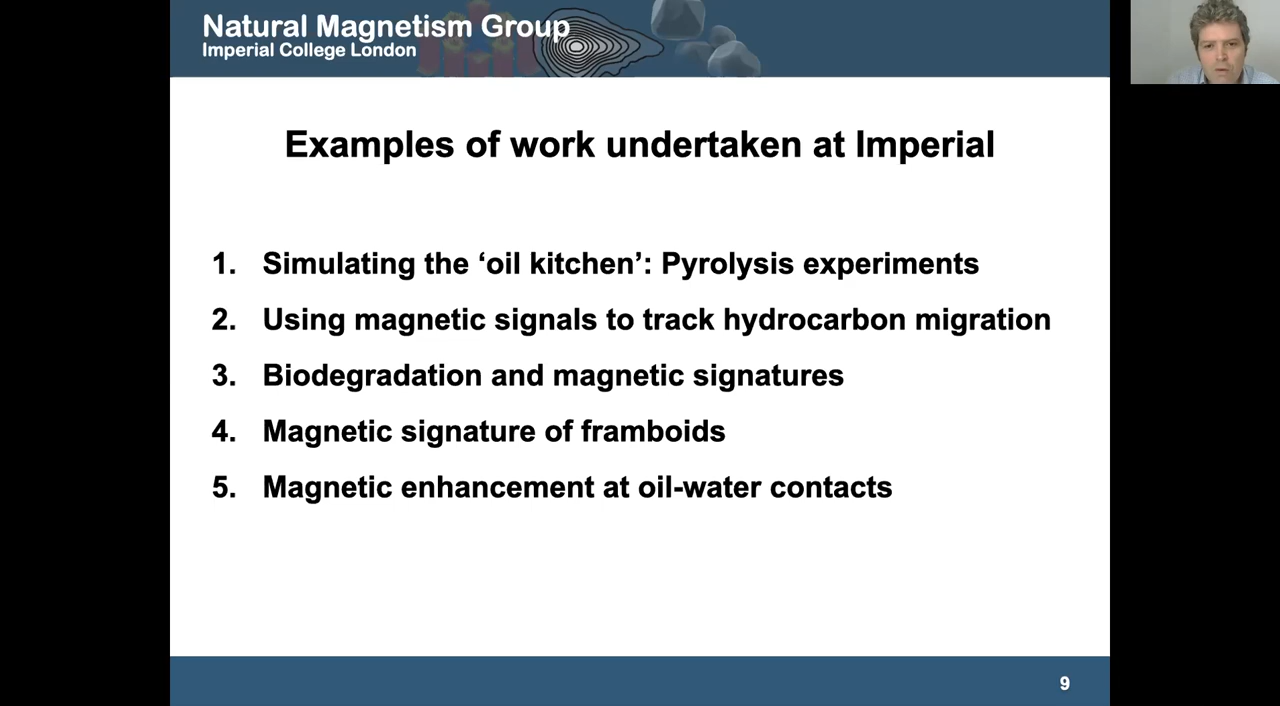 Natural Magnetism Group
Imperial College London
Examples of work undertaken at Imperial
1. Simulating the ‘oil kitchen’: Pyrolysis experiments
2. Using magnetic signals to track hydrocarbon migration
3. Biodegradation and magnetic signatures
4. Magnetic signature of framboids
5. Magnetic enhancement at oil-water contacts
9